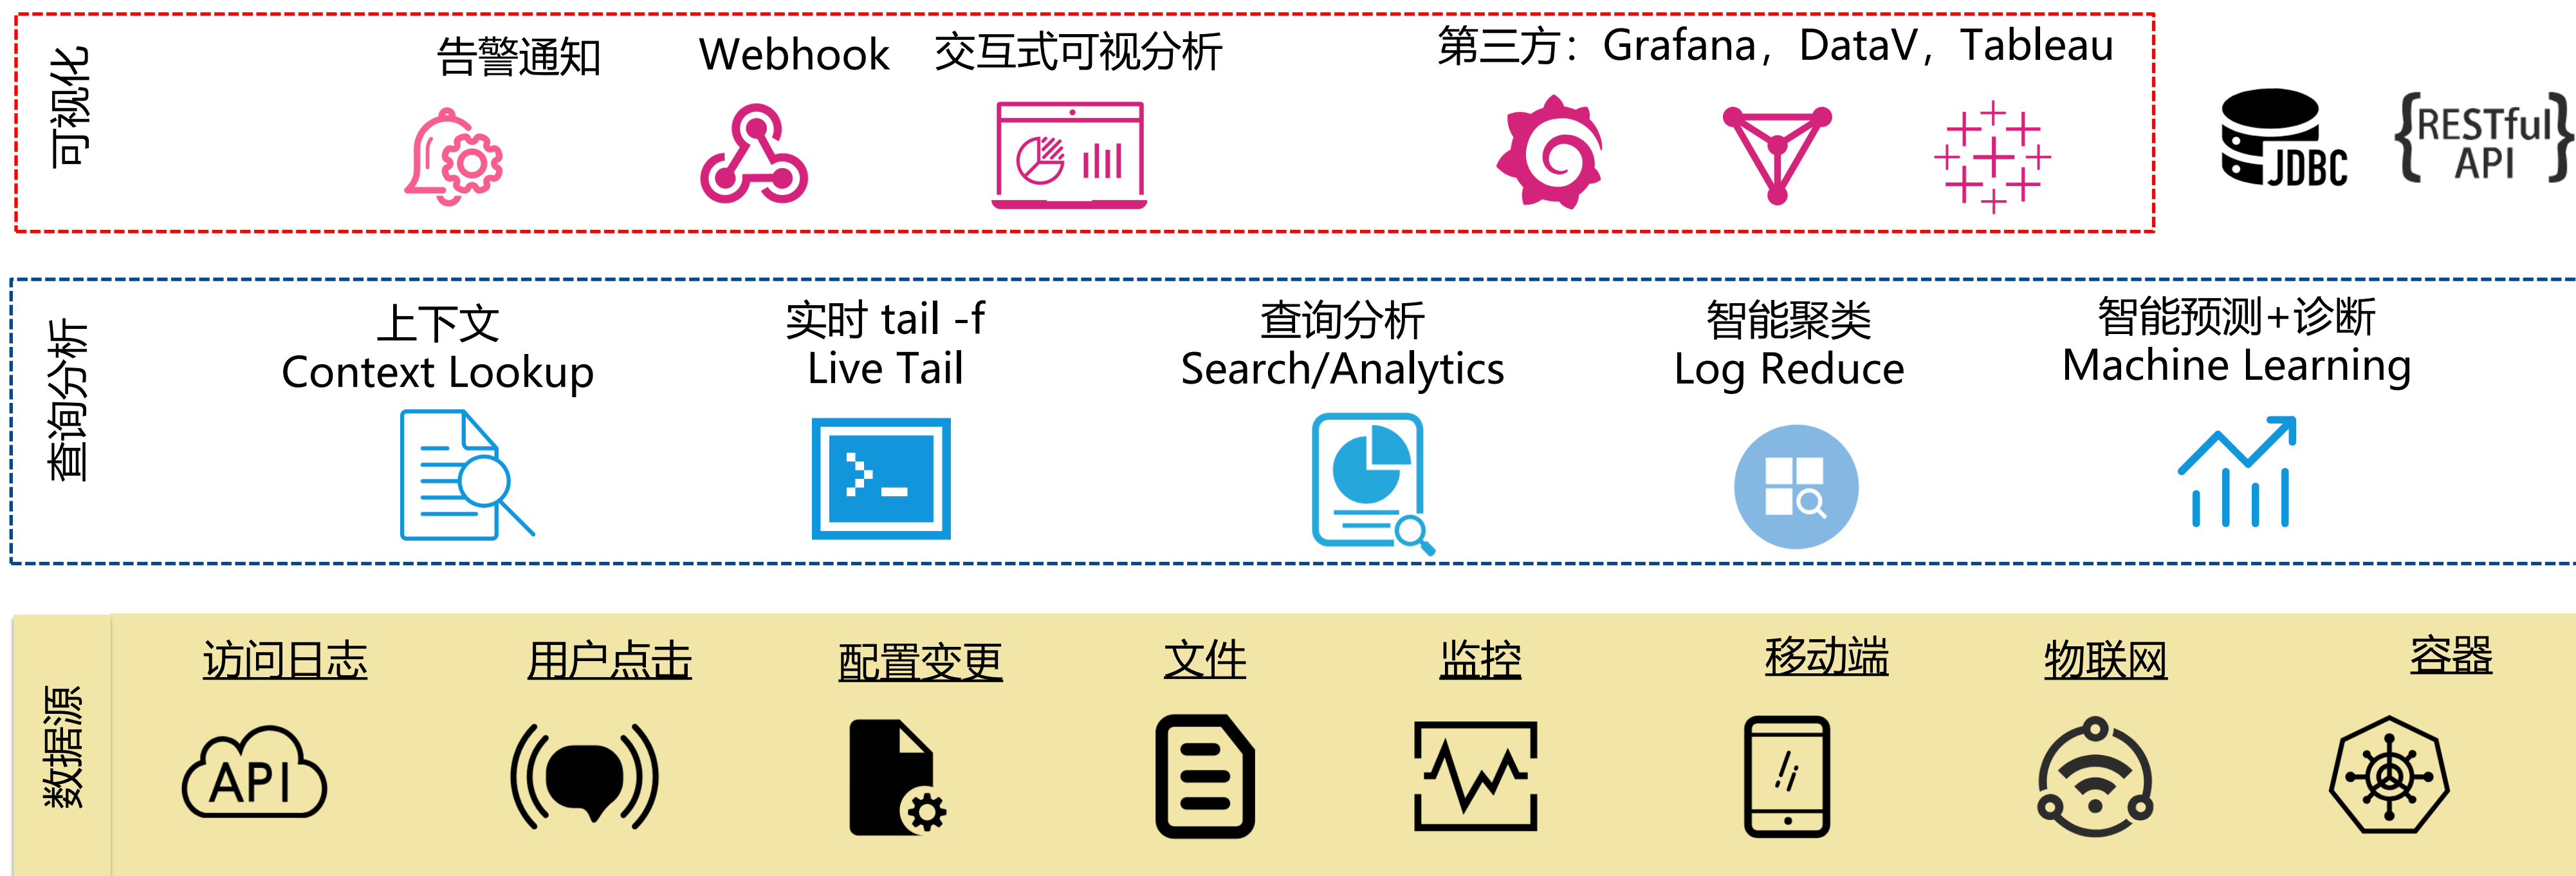 可视化
告警通知
Webhook
交互式可视分析
第三方：Grafana，DataV，Tableau
JDBC
{RESTful
API}
查询分析
上下文
Context Lookup
实时 tail -f
Live Tail
查询分析
Search/Analytics
智能聚类
Log Reduce
智能预测+诊断
Machine Learning
数据源
访问日志
用户点击
配置变更
文件
监控
移动端
物联网
容器
API